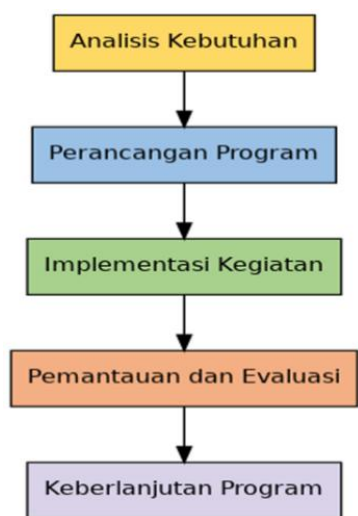 Analisis Kebutuhan
Perancangan Program
Implementasi Kegiatan
Pemantauan dan Evaluasi
Keberlanjutan Program